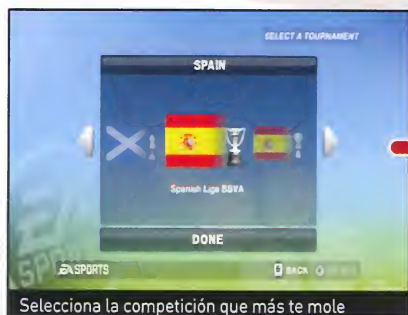 SELECT A TOURNAMENT
SPAIN
Spanish Liga BBVA
DONE
EA SPORTS
B BACK
Selecciona la competición que más te mole